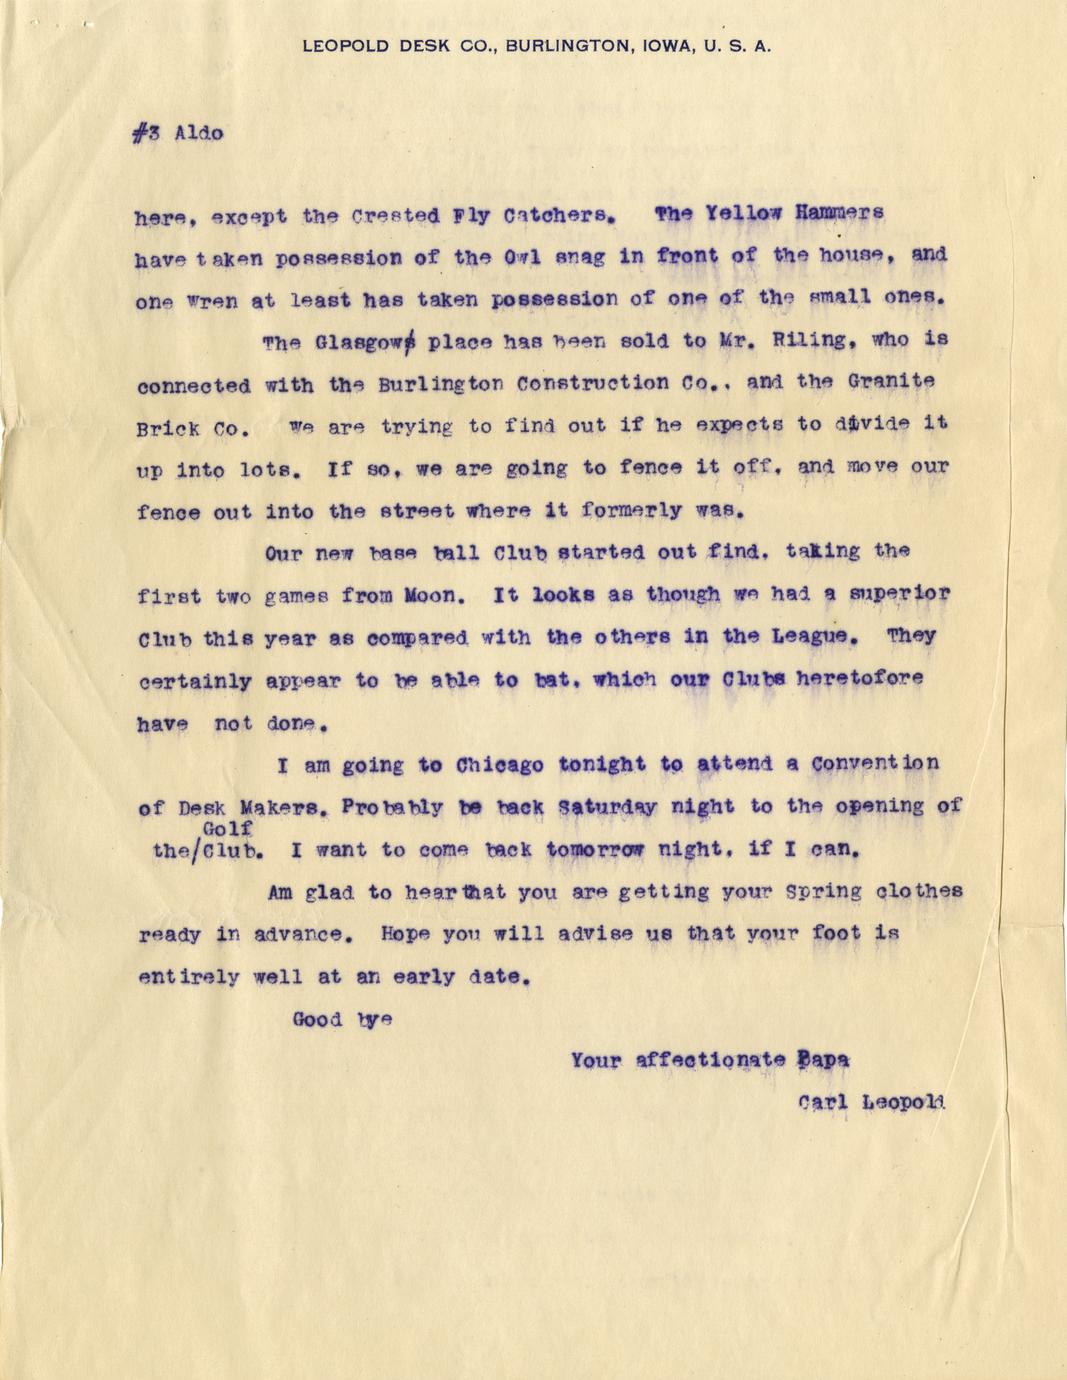 LEOPOLD DESK CO., BURLINGTON, IOWA, U. S. A.
#3 Aldo
here, except the Crested Fly Catchers. The Yellow Hammers
have taken possession of the Owl snag in front of the house, and
one wren at least has taken possession of one of the small ones.
The Glasgow place has been sold to Mr. Riling, who is
connected with the Burlington Construction Co., and the Granite
Brick Co. We are trying to find out if he expects to divide it
up into lots. If so, we are going to fence it off, and move our
fence out into the street where it formerly was.
Our new base ball Club started out find, taking the
first two games from Moon. It looks as though we had a superior
Club this year as compared with the others in the League. They
certainly appear to be able to bat, which our Clubs heretofore
have not done.
I am going to Chicago tonight to attend a Convention
of Desk Makers. Probably be back Saturday night to the opening of
Golf
the/Club. I want to come back tomorrow night, if I can.
Am glad to hear that you are getting your Spring clothes
ready in advance. Hope you will advise us that your foot is
entirely well at an early date.
Good bye
Your affectionate Papa
Carl Leopold